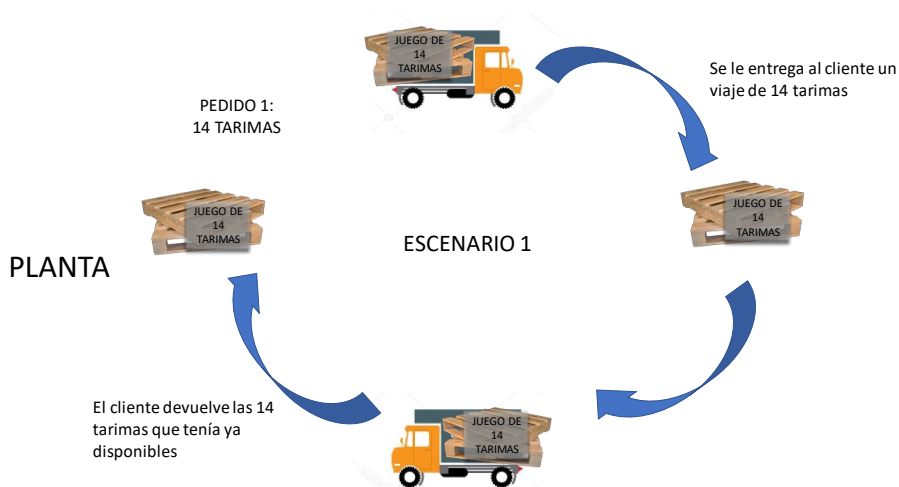 JUEGO DE
14
TARIMAS
Se le entrega al cliente un
viaje de 14 tarimas
PEDIDO 1:
14 TARIMAS
JUEGO DE
14
TARIMAS
JUEGO DE
14
TARIMAS
ESCENARIO 1
PLANTA
El cliente devuelve las 14
tarimas que tenía ya
disponibles
JUEGO DE
14
TARIMAS